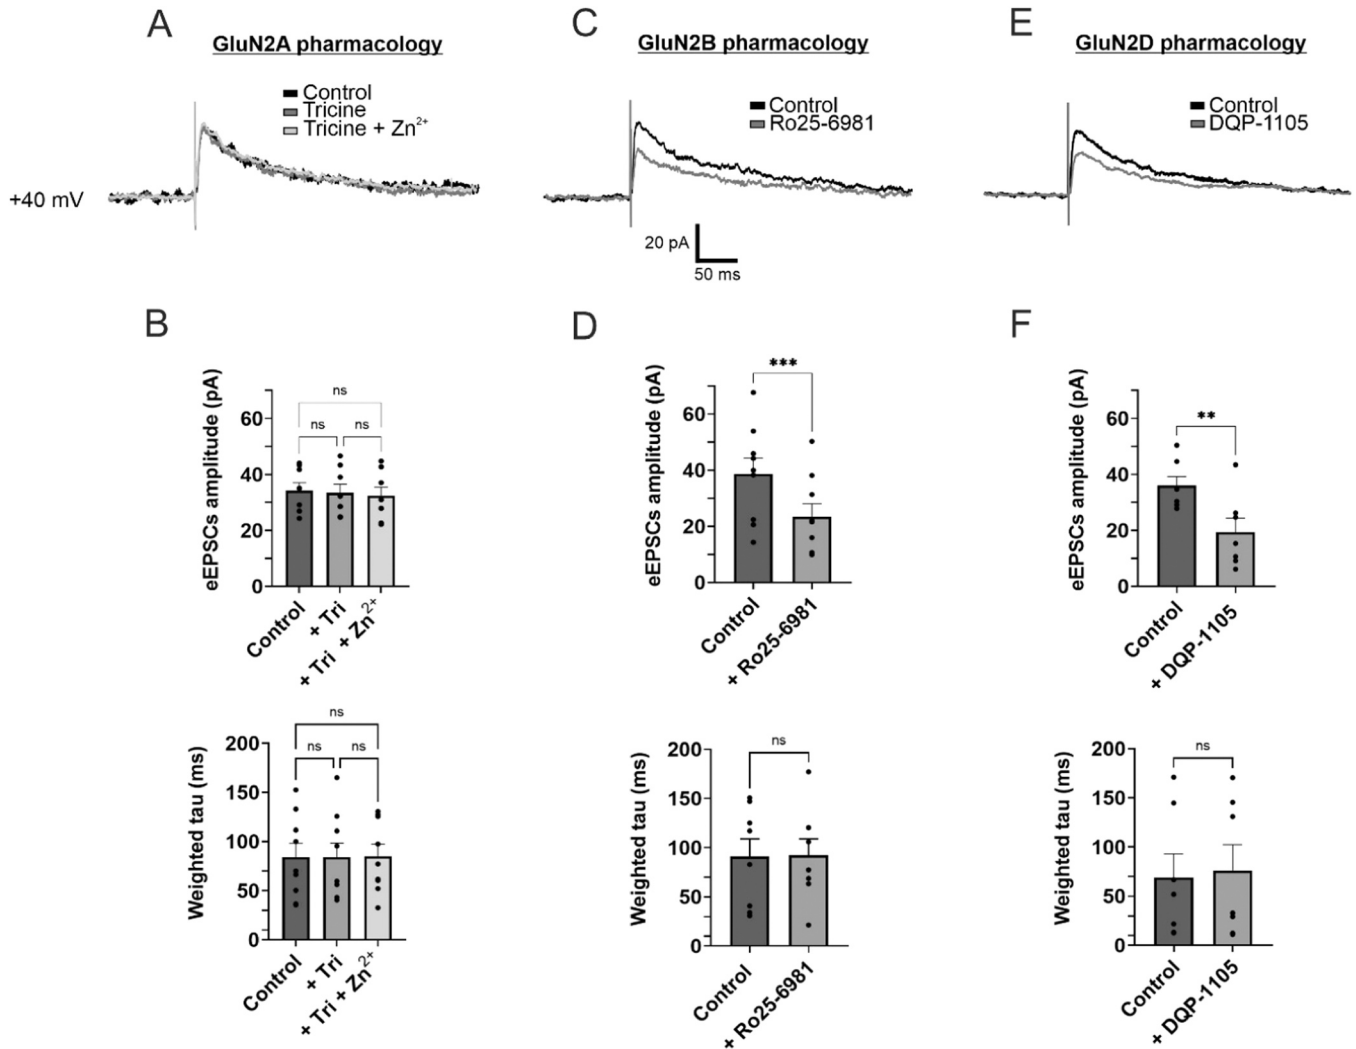 A
GluN2A pharmacology
Control
Tricine
Tricine + Zn²⁺
+40 mV
C
GluN2B pharmacology
Control
Ro25-6981
20 pA
50 ms
E
GluN2D pharmacology
Control
DQP-1105
B
eEPSCs amplitude (pA)
60
40
20
0
ns
ns
ns
Control
+ Tri
+ Tri + Zn²⁺
Weighted tau (ms)
200
150
100
50
0
ns
ns
ns
Control
+ Tri
+ Tri + Zn²⁺
D
eEPSCs amplitude (pA)
60
40
20
0
***
Control
+ Ro25-6981
Weighted tau (ms)
200
150
100
50
0
ns
Control
+ Ro25-6981
F
eEPSCs amplitude (pA)
60
40
20
0
**
Control
+ DQP-1105
Weighted tau (ms)
200
150
100
50
0
ns
Control
+ DQP-1105